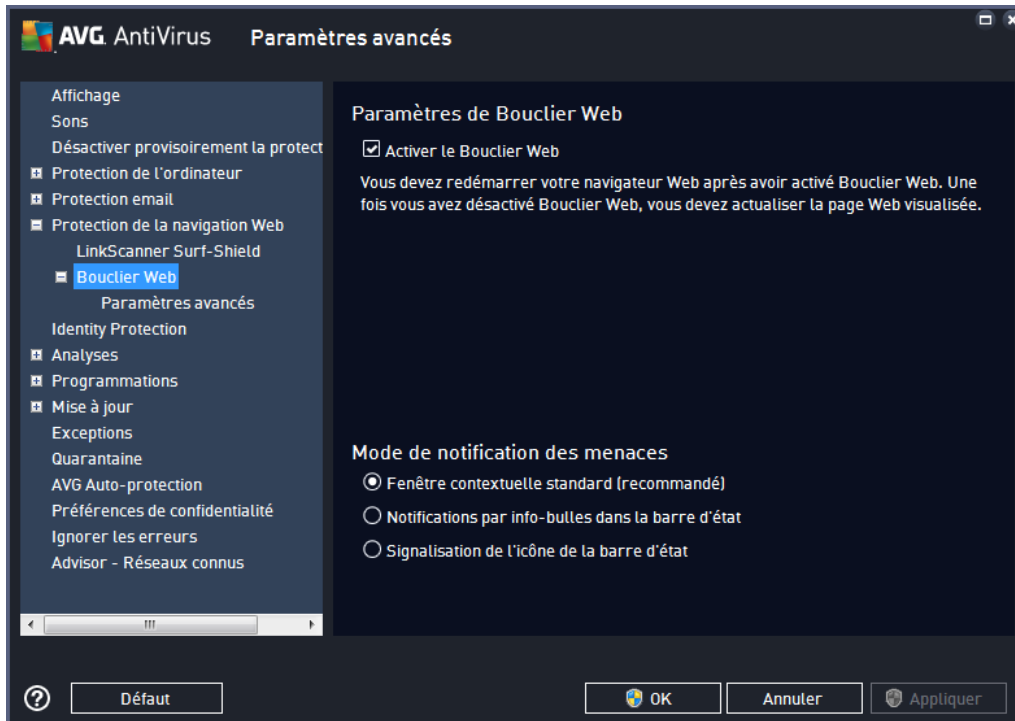 AVG AntiVirus Paramètres avancés
Affichage
Sons
Désactiver provisoirement la protect
Protection de l'ordinateur
Protection email
Protection de la navigation Web
LinkScanner Surf-Shield
Bouclier Web
Paramètres avancés
Identity Protection
Analyses
Programmations
Mise à jour
Exceptions
Quarantaine
AVG Auto-protection
Préférences de confidentialité
Ignorer les erreurs
Advisor - Réseaux connus
Paramètres de Bouclier Web
Activer le Bouclier Web
Vous devez redémarrer votre navigateur Web après avoir activé Bouclier Web. Une
fois vous avez désactivé Bouclier Web, vous devez actualiser la page Web visualisée.
Mode de notification des menaces
Fenêtre contextuelle standard (recommandé)
Notifications par info-bulles dans la barre d'état
Signalisation de l'icône de la barre d'état
? Défaut OK Annuler Appliquer